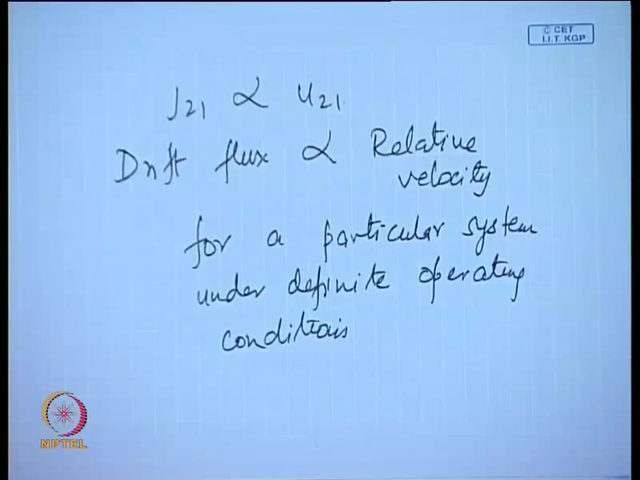 © CET
I.I.T. KGP
j21 ∝ u21
Drift flux ∝ Relative
velocity
for a particular system
under definite operating
conditions
NPTEL